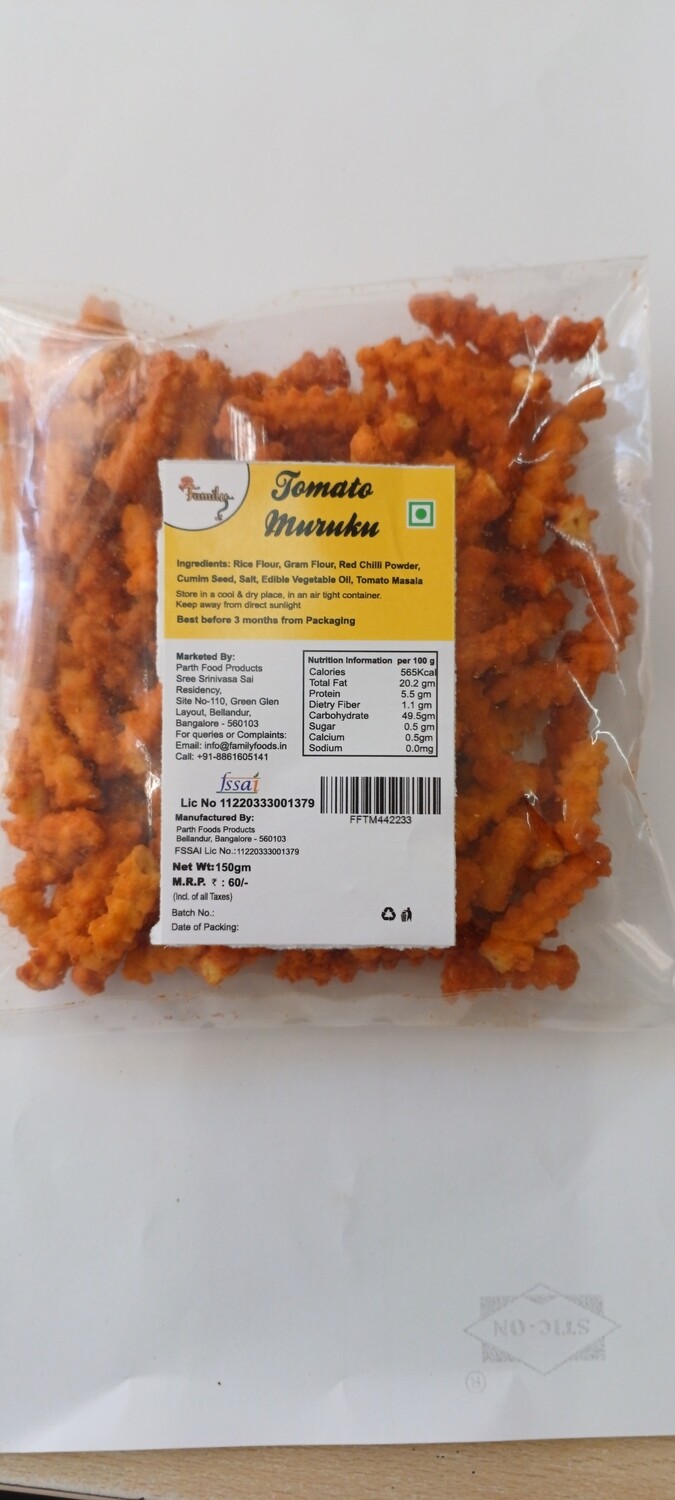 Family
Tomato
Muruku
Ingredients: Rice Flour, Gram Flour, Red Chilli Powder,
Cumim Seed, Salt, Edible Vegetable Oil, Tomato Masala
Store in a cool & dry place, in an air tight container.
Keep away from direct sunlight
Best before 3 months from Packaging
Marketed By:
Parth Food Products
Sree Srinivasa Sai
Residency,
Site No-110, Green Glen
Layout, Bellandur,
Bangalore - 560103
For queries or Complaints:
Email: info@familyfoods.in
Call: +91-8861605141
Nutrition Information per 100 g
Calories 565Kcal
Total Fat 20.2 gm
Protein 5.5 gm
Dietry Fiber 1.1 gm
Carbohydrate 49.5gm
Sugar 0.5 gm
Calcium 0.5gm
Sodium 0.0mg
fssai
Lic No 11220333001379
FFTM442233
Manufactured By:
Parth Foods Products
Bellandur, Bangalore - 560103
FSSAI Lic No.:11220333001379
Net Wt:150gm
M.R.P. ₹ : 60/-
(Incl. of all Taxes)
Batch No.:
Date of Packing:
STIC-ON
®